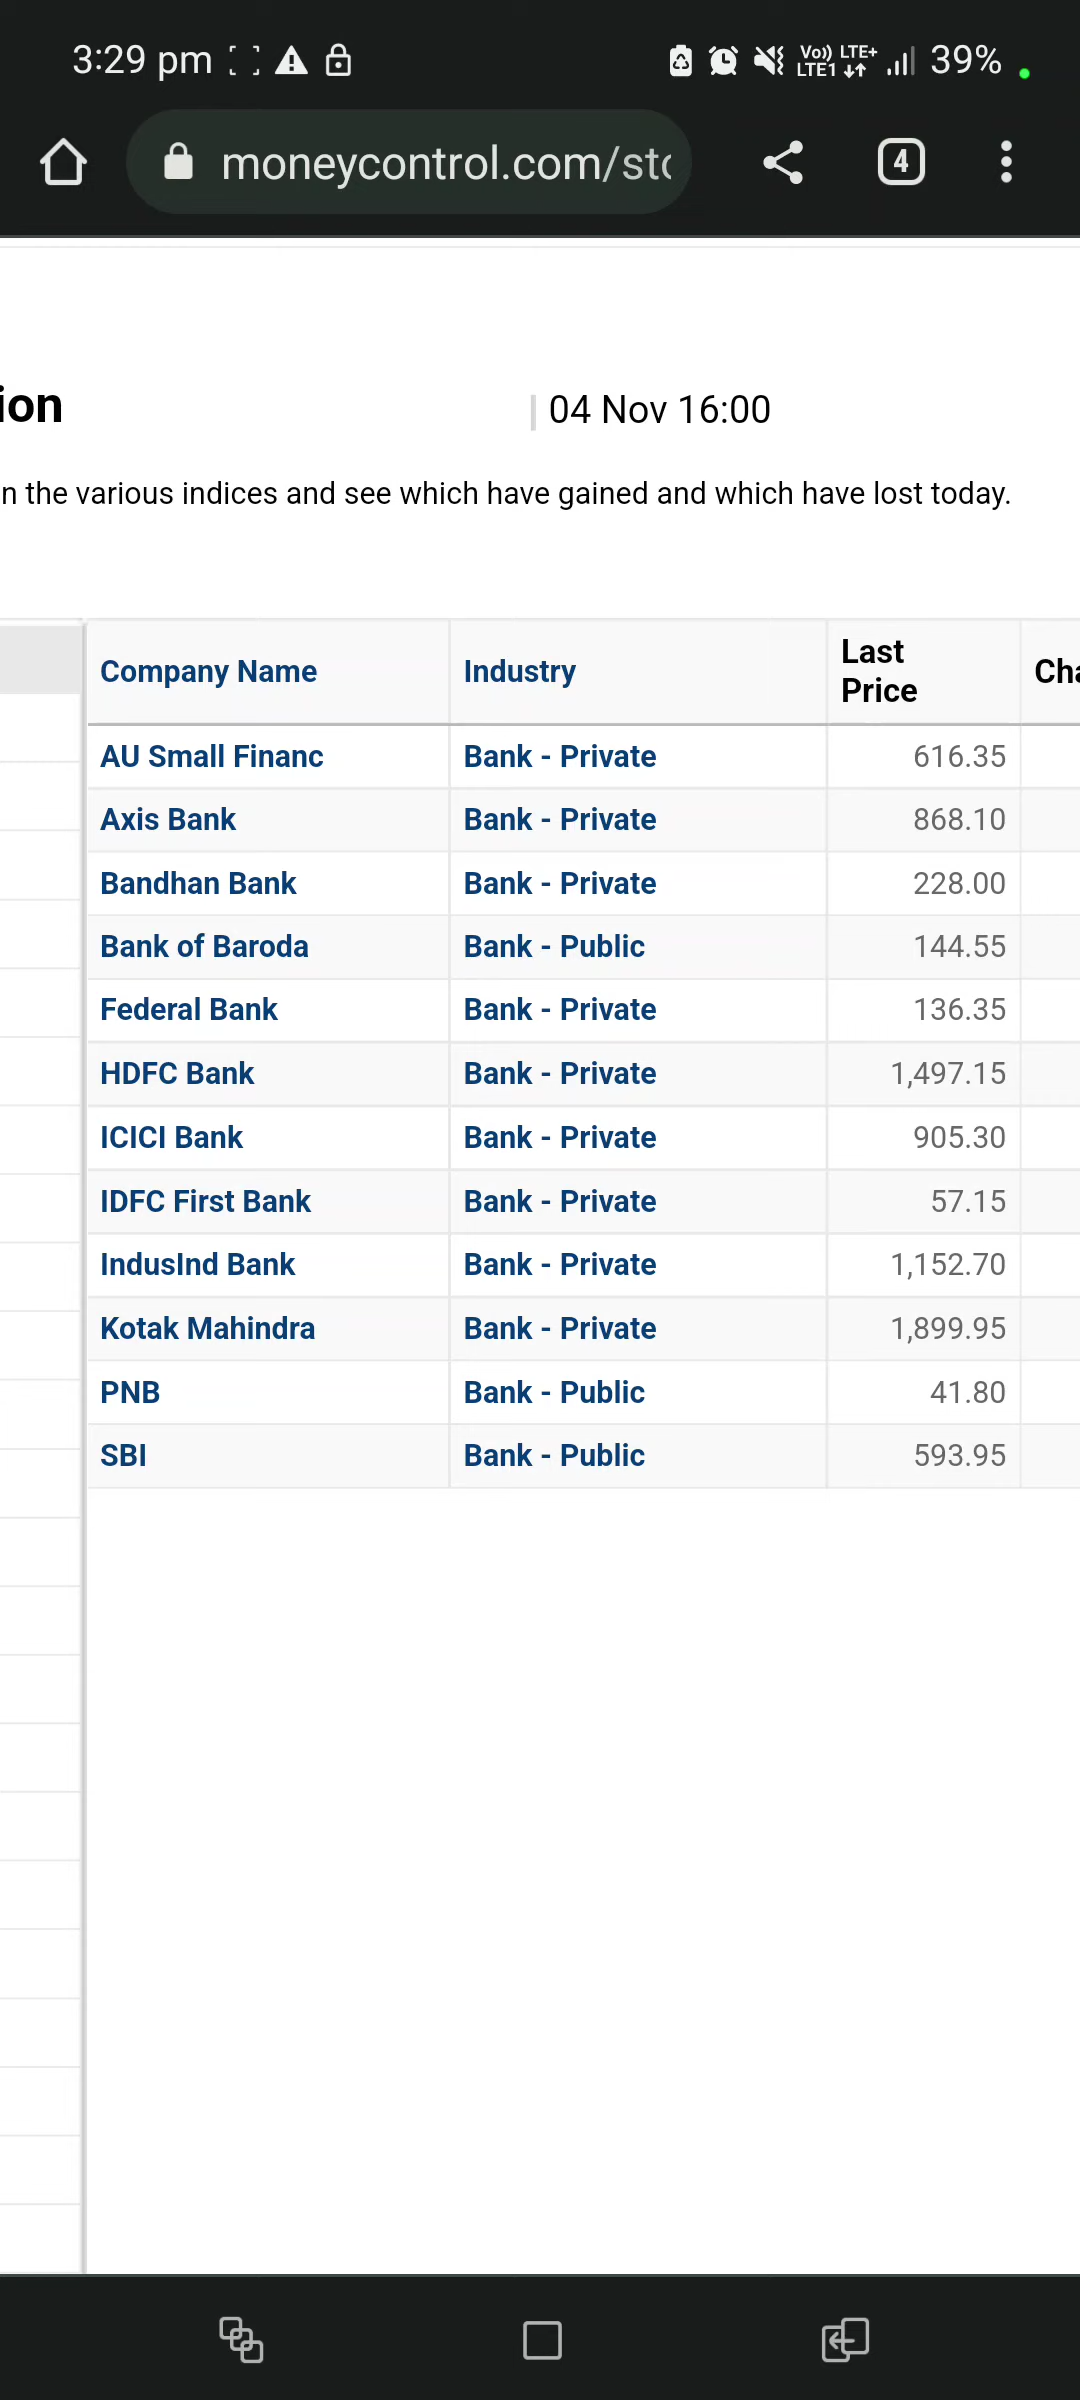 3:29 pm
Vo)) LTE+
LTE1
39%
moneycontrol.com/sto
4
ion
| 04 Nov 16:00
n the various indices and see which have gained and which have lost today.
Company Name Industry Last Price Cha
AU Small Financ Bank - Private 616.35
Axis Bank Bank - Private 868.10
Bandhan Bank Bank - Private 228.00
Bank of Baroda Bank - Public 144.55
Federal Bank Bank - Private 136.35
HDFC Bank Bank - Private 1,497.15
ICICI Bank Bank - Private 905.30
IDFC First Bank Bank - Private 57.15
IndusInd Bank Bank - Private 1,152.70
Kotak Mahindra Bank - Private 1,899.95
PNB Bank - Public 41.80
SBI Bank - Public 593.95